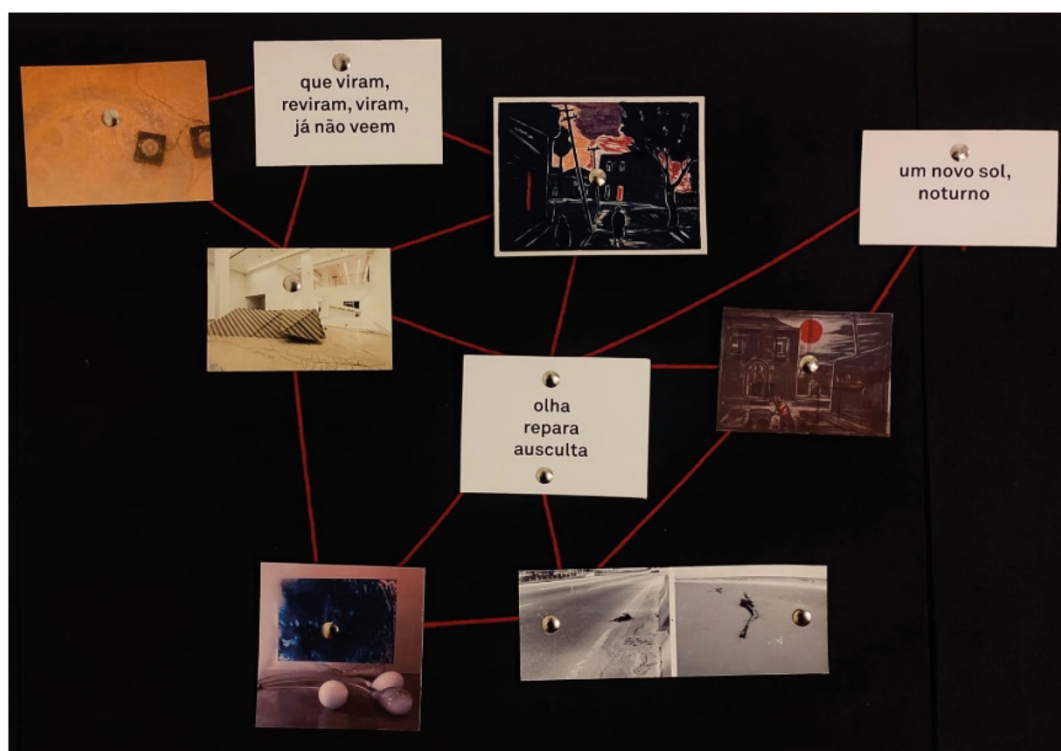 que viram,
reviram, viram,
já não veem
um novo sol,
noturno
olha
repara
ausculta